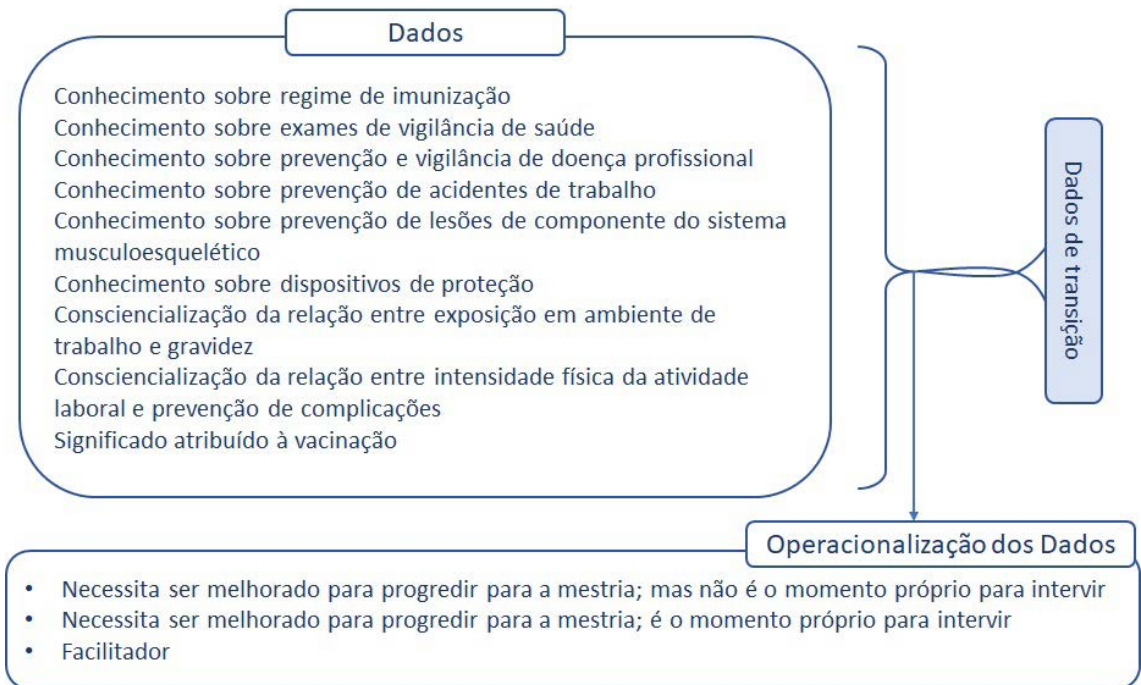 Dados
Conhecimento sobre regime de imunização
Conhecimento sobre exames de vigilância de saúde
Conhecimento sobre prevenção e vigilância de doença profissional
Conhecimento sobre prevenção de acidentes de trabalho
Conhecimento sobre prevenção de lesões de componente do sistema
musculoesquelético
Conhecimento sobre dispositivos de proteção
Consciencialização da relação entre exposição em ambiente de
trabalho e gravidez
Consciencialização da relação entre intensidade física da atividade
laboral e prevenção de complicações
Significado atribuído à vacinação
Dados de transição
Operacionalização dos Dados
• Necessita ser melhorado para progredir para a mestria; mas não é o momento próprio para intervir
• Necessita ser melhorado para progredir para a mestria; é o momento próprio para intervir
• Facilitador